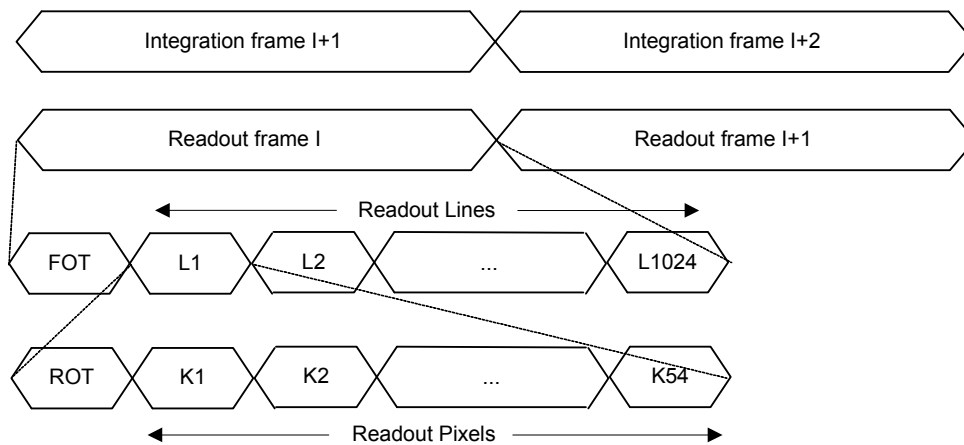 Integration frame I+1 Integration frame I+2
Readout frame I Readout frame I+1
Readout Lines
FOT L1 L2 ... L1024
ROT K1 K2 ... K54
Readout Pixels